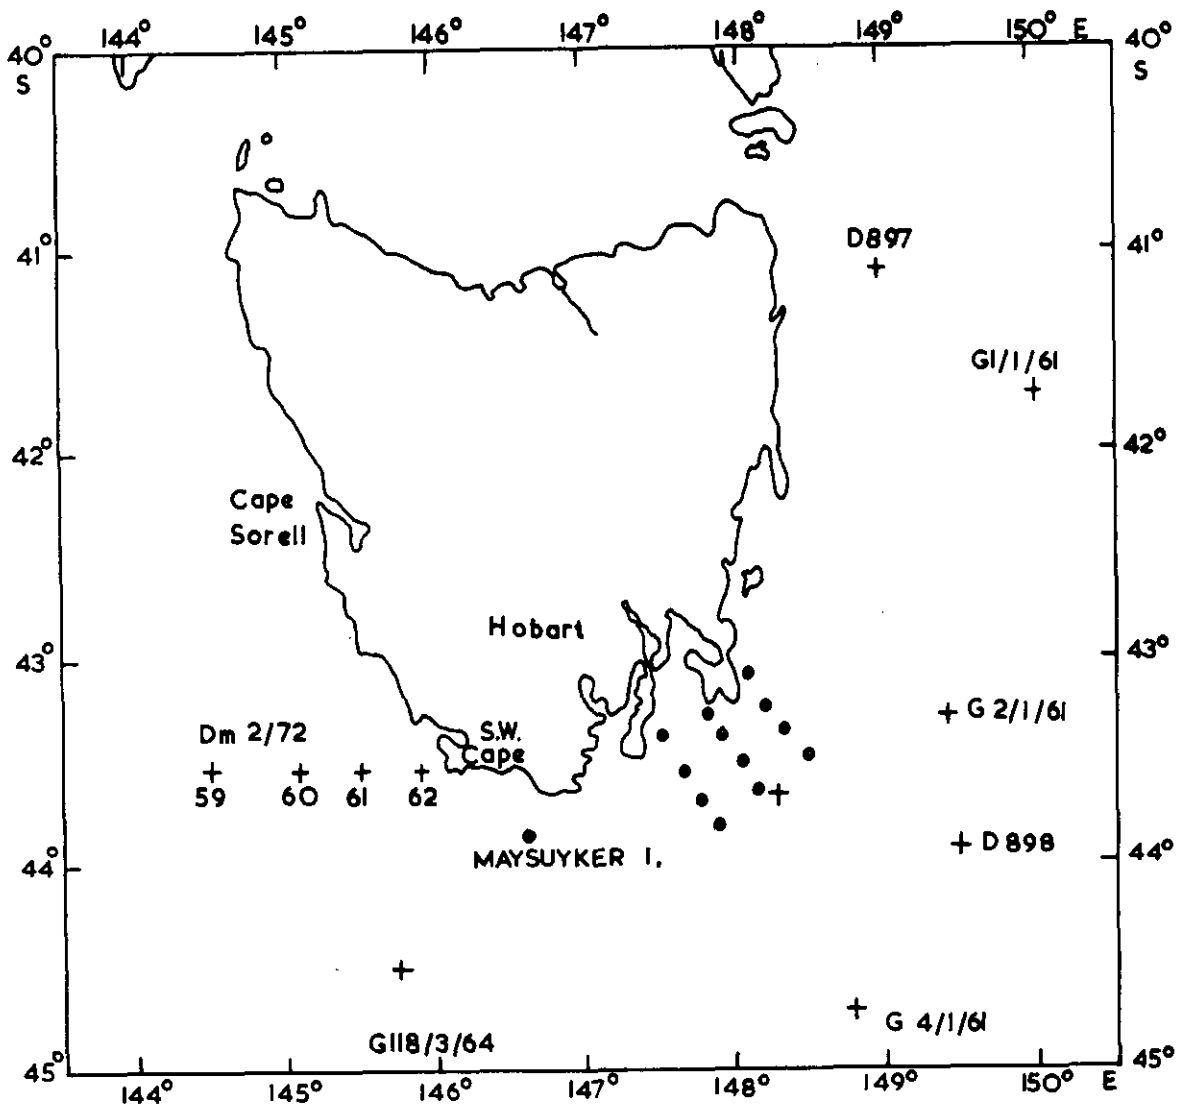 144° 145° 146° 147° 148° 149° 150° E
40° 40°
S S
D897
41° 41°
G1/1/61
42° 42°
Cape
Sorell
Hobart
43° 43°
G 2/1/61
S.W.
Cape
Dm 2/72
59 60 61 62
D898
MAYSUYKER I.
44° 44°
G 4/1/61
G118/3/64
45° 45°
144° 145° 146° 147° 148° 149° 150° E